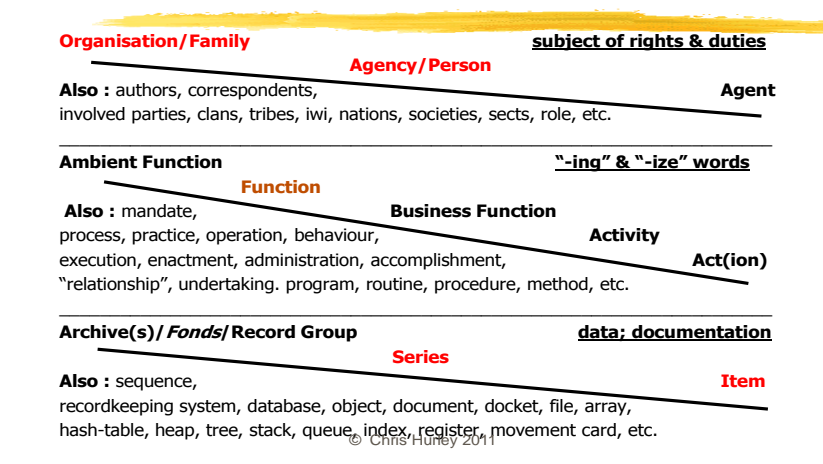 Organisation/Family subject of rights & duties
Agency/Person
Also : authors, correspondents, Agent
involved parties, clans, tribes, iwi, nations, societies, sects, role, etc.
Ambient Function “-ing” & “-ize” words
Function
Also : mandate, Business Function
process, practice, operation, behaviour, Activity
execution, enactment, administration, accomplishment, Act(ion)
“relationship”, undertaking. program, routine, procedure, method, etc.
Archive(s)/Fonds/Record Group data; documentation
Series
Also : sequence, Item
recordkeeping system, database, object, document, docket, file, array,
hash-table, heap, tree, stack, queue, index, register, movement card, etc.
© Chris Hurley 2011